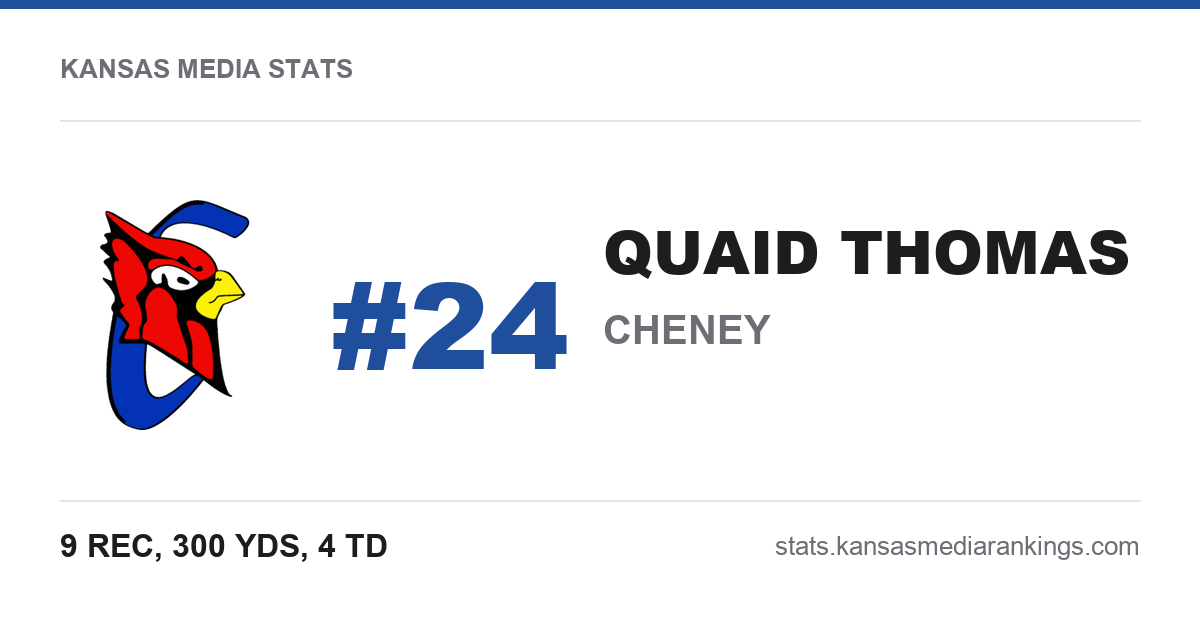 KANSAS MEDIA STATS
#24
QUAID THOMAS
CHENEY
9 REC, 300 YDS, 4 TD
stats.kansasmediarankings.com